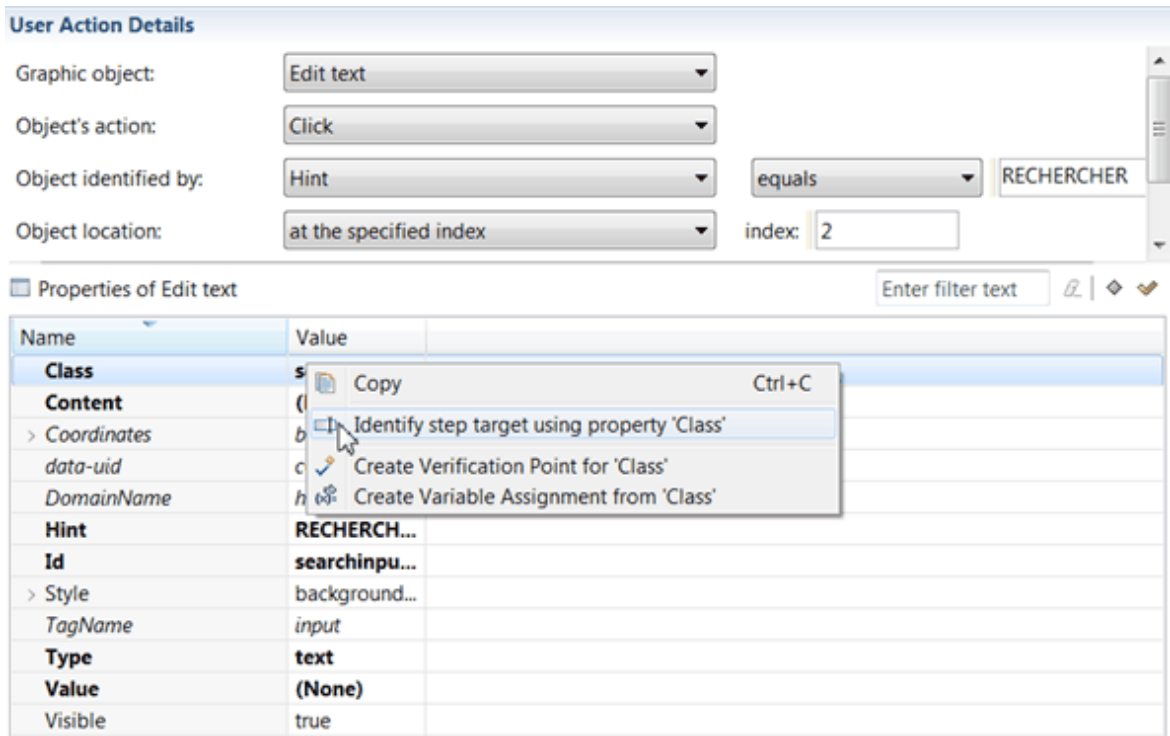 User Action Details
Graphic object: Edit text
Object's action: Click
Object identified by: Hint equals RECHERCHER
Object location: at the specified index index: 2
Properties of Edit text Enter filter text
Name Value
Class
Copy Ctrl+C
Content
Identify step target using property 'Class'
Coordinates
data-uid
Create Verification Point for 'Class'
DomainName
Create Variable Assignment from 'Class'
Hint RECHERCH...
Id searchinpu...
Style background...
TagName input
Type text
Value (None)
Visible true